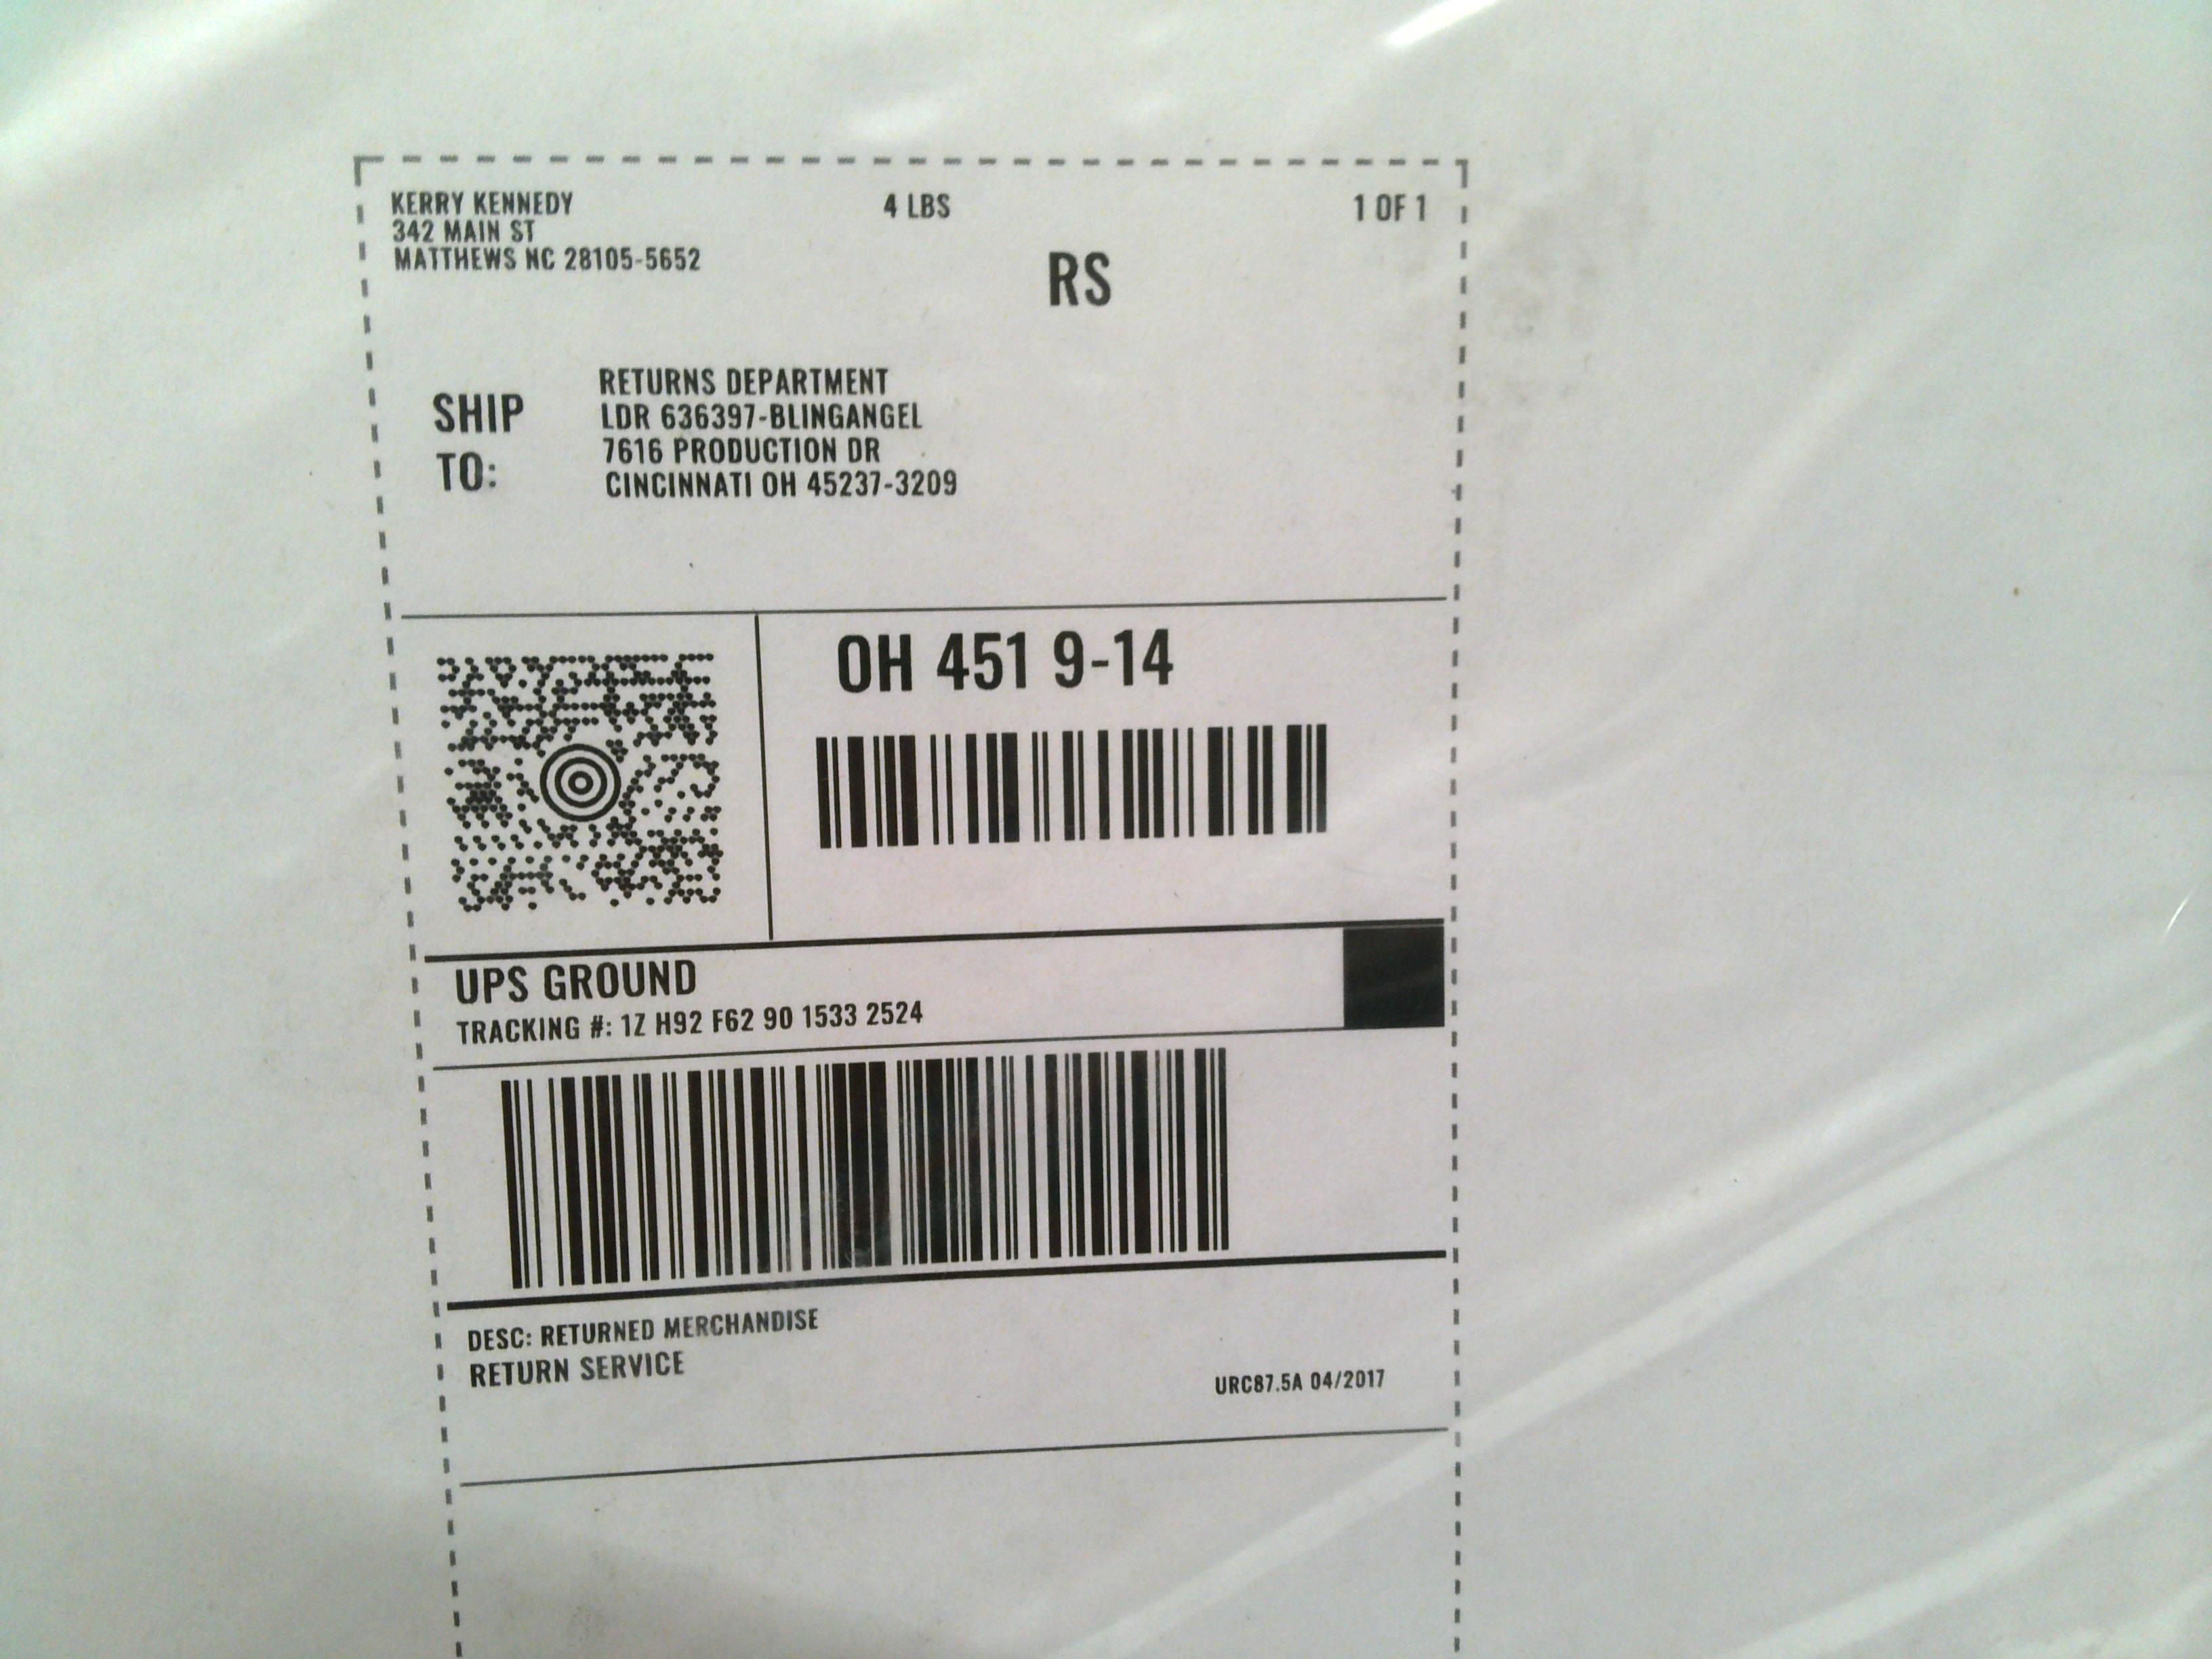 KERRY KENNEDY
342 MAIN ST
MATTHEWS NC 28105-5652
4 LBS
1 OF 1
RS
SHIP
TO:
RETURNS DEPARTMENT
LDR 636397-BLINGANGEL
7616 PRODUCTION DR
CINCINNATI OH 45237-3209
OH 451 9-14
UPS GROUND
TRACKING #: 1Z H92 F62 90 1533 2524
DESC: RETURNED MERCHANDISE
RETURN SERVICE
URC87.5A 04/2017